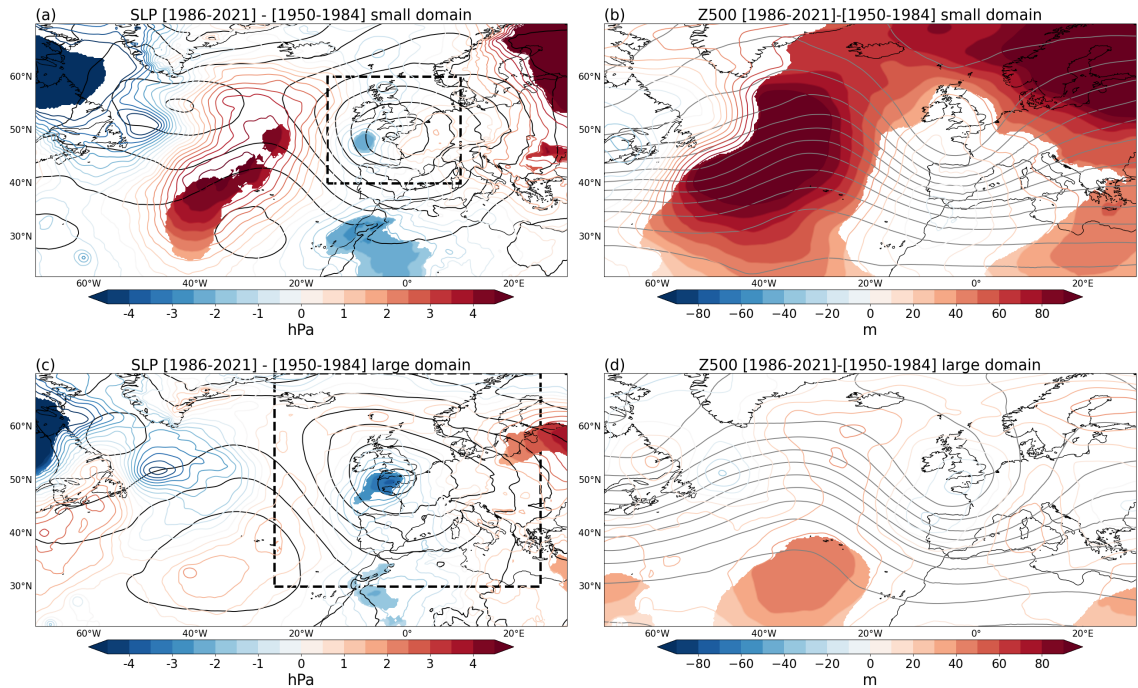 (a) SLP [1986-2021] - [1950-1984] small domain
(b) Z500 [1986-2021]-[1950-1984] small domain
60°N
50°N
40°N
30°N
60°N
50°N
40°N
30°N
60°W 40°W 20°W 0° 20°E
60°W 40°W 20°W 0° 20°E
-4 -3 -2 -1 0 1 2 3 4
−80 −60 −40 −20 0 20 40 60 80
hPa
m
(c) SLP [1986-2021] - [1950-1984] large domain
(d) Z500 [1986-2021]-[1950-1984] large domain
60°N
50°N
40°N
30°N
60°N
50°N
40°N
30°N
60°W 40°W 20°W 0° 20°E
60°W 40°W 20°W 0° 20°E
-4 -3 -2 -1 0 1 2 3 4
−80 −60 −40 −20 0 20 40 60 80
hPa
m